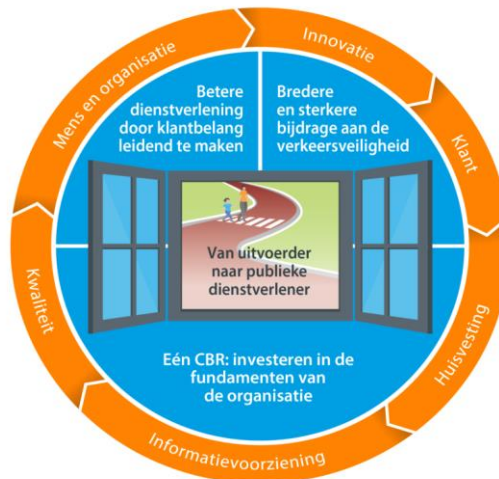 Mens en organisatie
Innovatie
Klant
Huisvesting
Informatievoorziening
Kwaliteit
Betere
dienstverlening
door klantbelang
leidend te maken
Bredere
en sterkere
bijdrage aan de
verkeersveiligheid
Van uitvoerder
naar publieke
dienstverlener
Eén CBR: investeren in de
fundamenten van
de organisatie